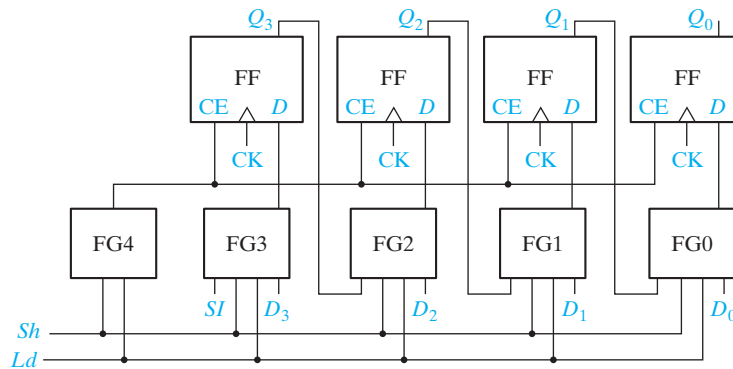 Q3 Q2 Q1 Q0
FF FF FF FF
CE D CE D CE D CE D
CK CK CK CK
FG4 FG3 FG2 FG1 FG0
SI D3 D2 D1 D0
Sh
Ld